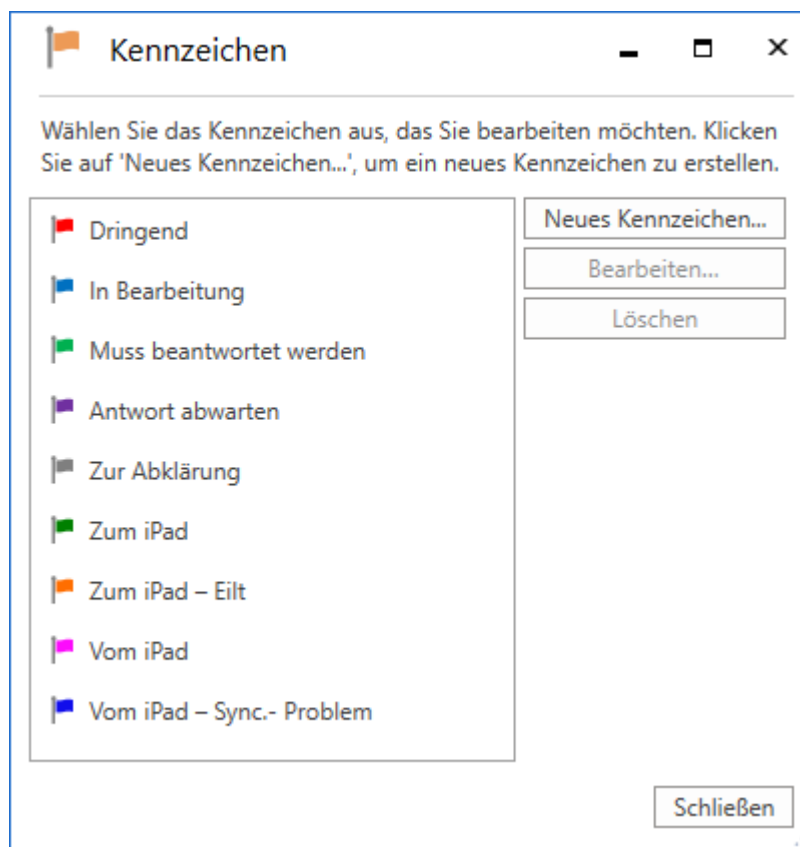 Kennzeichen
Wählen Sie das Kennzeichen aus, das Sie bearbeiten möchten. Klicken
Sie auf 'Neues Kennzeichen...', um ein neues Kennzeichen zu erstellen.
Dringend
In Bearbeitung
Muss beantwortet werden
Antwort abwarten
Zur Abklärung
Zum iPad
Zum iPad – Eilt
Vom iPad
Vom iPad – Sync.- Problem
Neues Kennzeichen...
Bearbeiten...
Löschen
Schließen